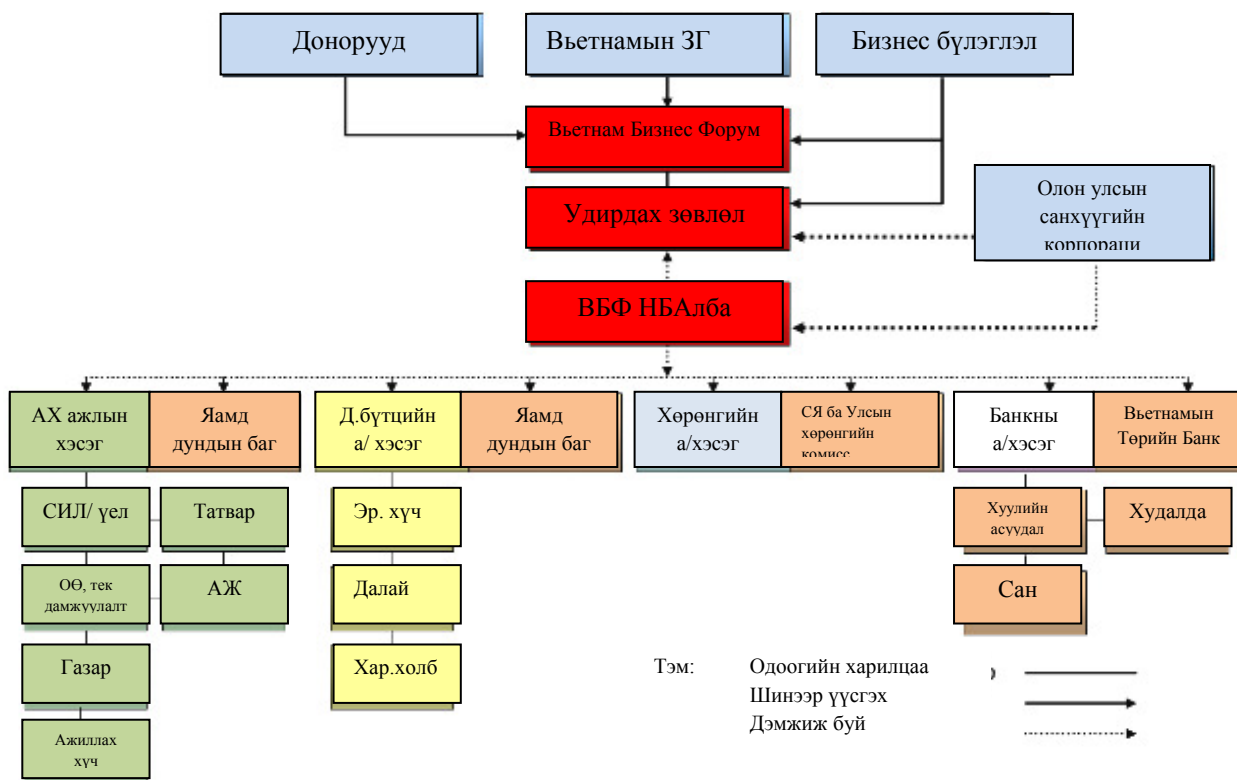 Донорууд
Вьетнамын ЗГ
Бизнес бүлэглэл
Вьетнам Бизнес Форум
Удирдах зөвлөл
Олон улсын
санхүүгийн
корпораци
ВБФ НБАлба
АХ ажлын
хэсэг
Яамд
дундын баг
Д.бүтцийн
а/ хэсэг
Яамд
дундын баг
Хөрөнгийн
а/хэсэг
СЯ ба Улсын
хөрөнгийн
комисс
Банкны
а/хэсэг
Вьетнамын
Төрийн Банк
СИЛ/ үел
Татвар
Эр. хүч
Хуулийн
асуудал
Худалда
ОӨ, тек
дамжуулалт
АЖ
Далай
Сан
Газар
Хар.холб
Ажиллах
хүч
Тэм:
Одоогийн харилцаа
Шинээр үүсгэх
Дэмжиж буй